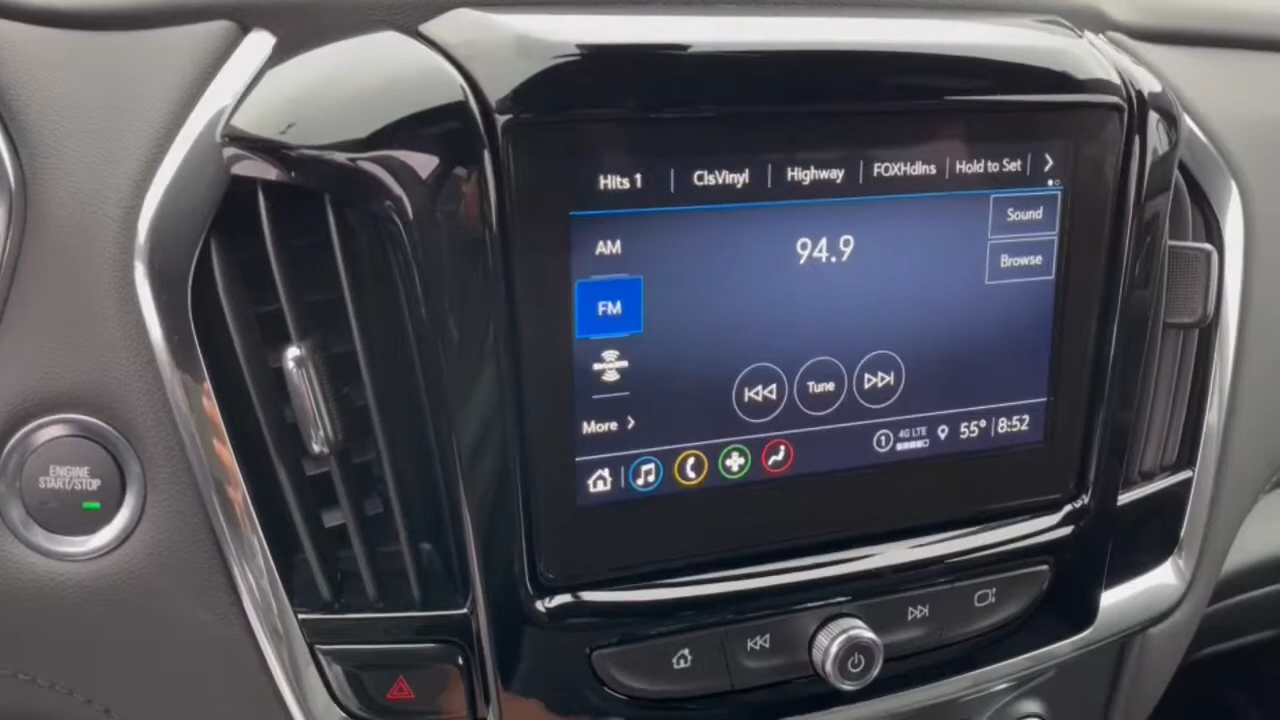 Hits 1 | ClsVinyl | Highway | FOXHdlns | Hold to Set |
AM
94.9
Sound
Browse
FM
Tune
More
1 4G LTE 55° | 8:52
ENGINE
START/STOP